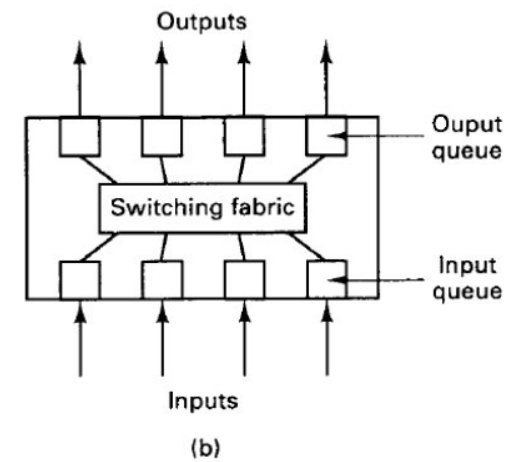 Outputs
Ouput
queue
Switching fabric
Input
queue
Inputs
(b)